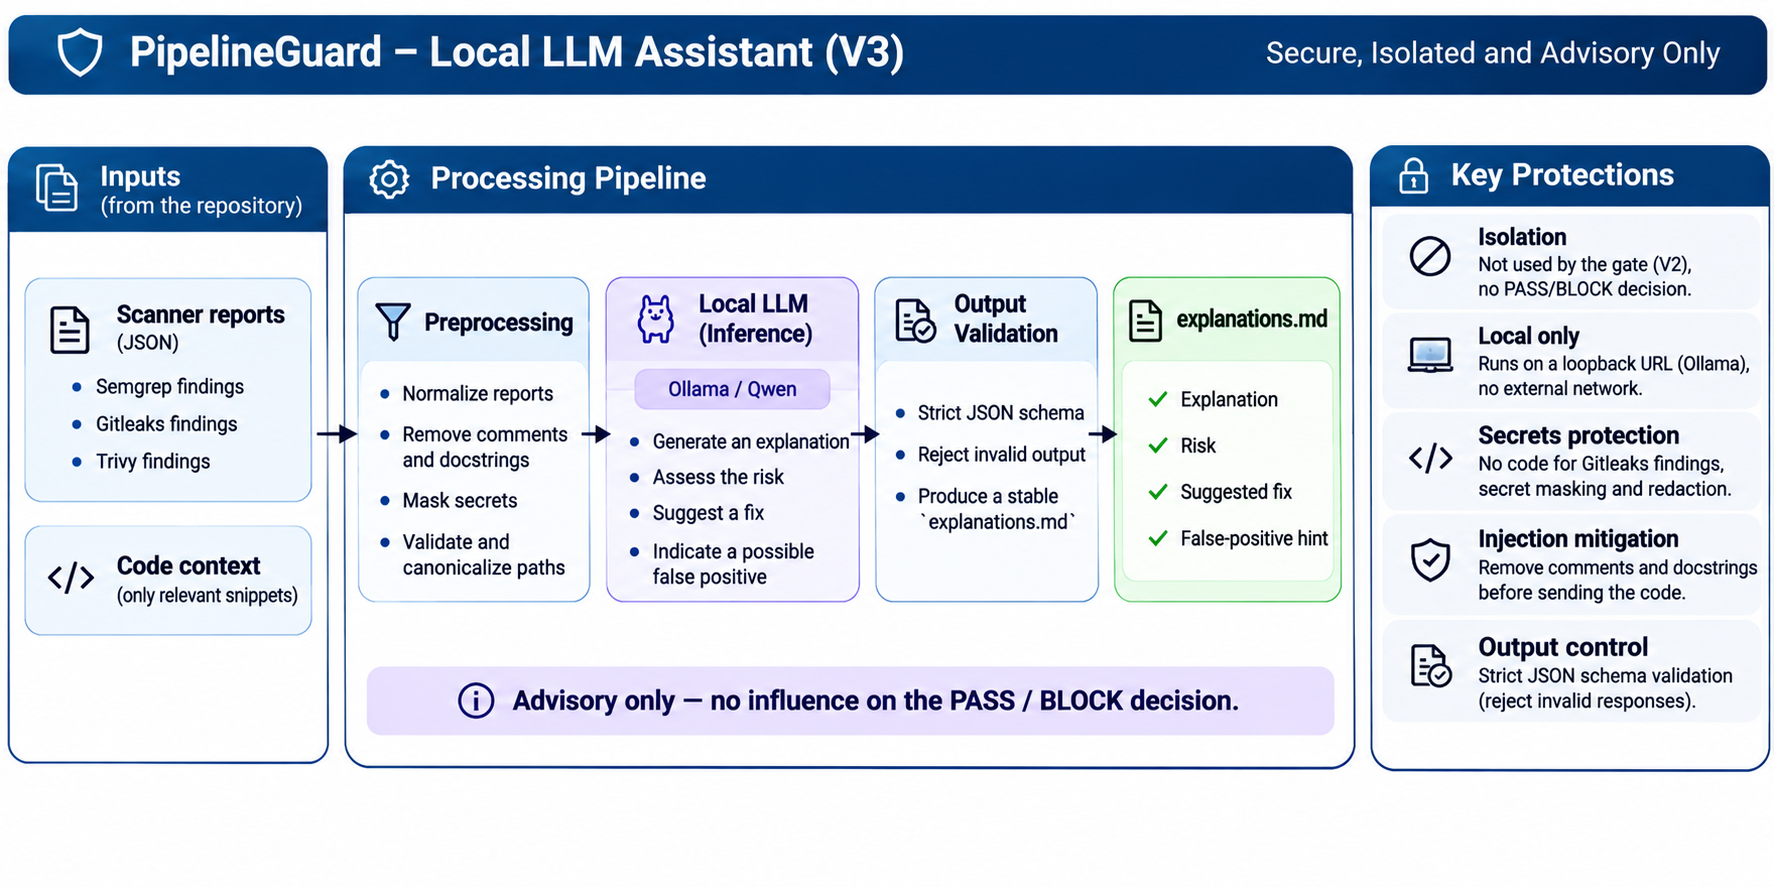 PipelineGuard – Local LLM Assistant (V3)
Secure, Isolated and Advisory Only
Inputs
(from the repository)
Scanner reports
(JSON)
• Semgrep findings
• Gitleaks findings
• Trivy findings
</> Code context
(only relevant snippets)
Processing Pipeline
Preprocessing
• Normalize reports
• Remove comments
and docstrings
• Mask secrets
• Validate and
canonicalize paths
Local LLM
(Inference)
Ollama / Qwen
• Generate an explanation
• Assess the risk
• Suggest a fix
• Indicate a possible
false positive
Output
Validation
• Strict JSON schema
• Reject invalid output
• Produce a stable
`explanations.md`
explanations.md
✓ Explanation
✓ Risk
✓ Suggested fix
✓ False-positive hint
Advisory only — no influence on the PASS / BLOCK decision.
Key Protections
Isolation
Not used by the gate (V2),
no PASS/BLOCK decision.
Local only
Runs on a loopback URL (Ollama),
no external network.
</> Secrets protection
No code for Gitleaks findings,
secret masking and redaction.
Injection mitigation
Remove comments and docstrings
before sending the code.
Output control
Strict JSON schema validation
(reject invalid responses).